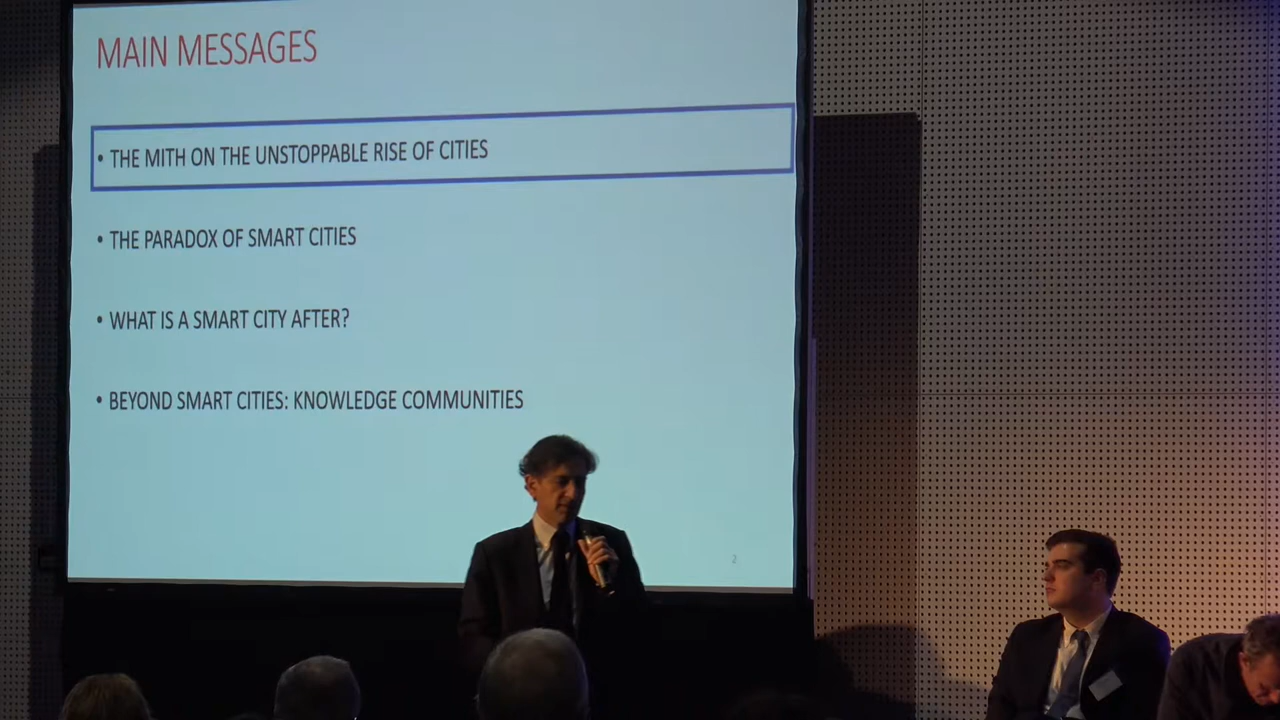 MAIN MESSAGES
• THE MITH ON THE UNSTOPPABLE RISE OF CITIES
• THE PARADOX OF SMART CITIES
• WHAT IS A SMART CITY AFTER?
• BEYOND SMART CITIES: KNOWLEDGE COMMUNITIES
2